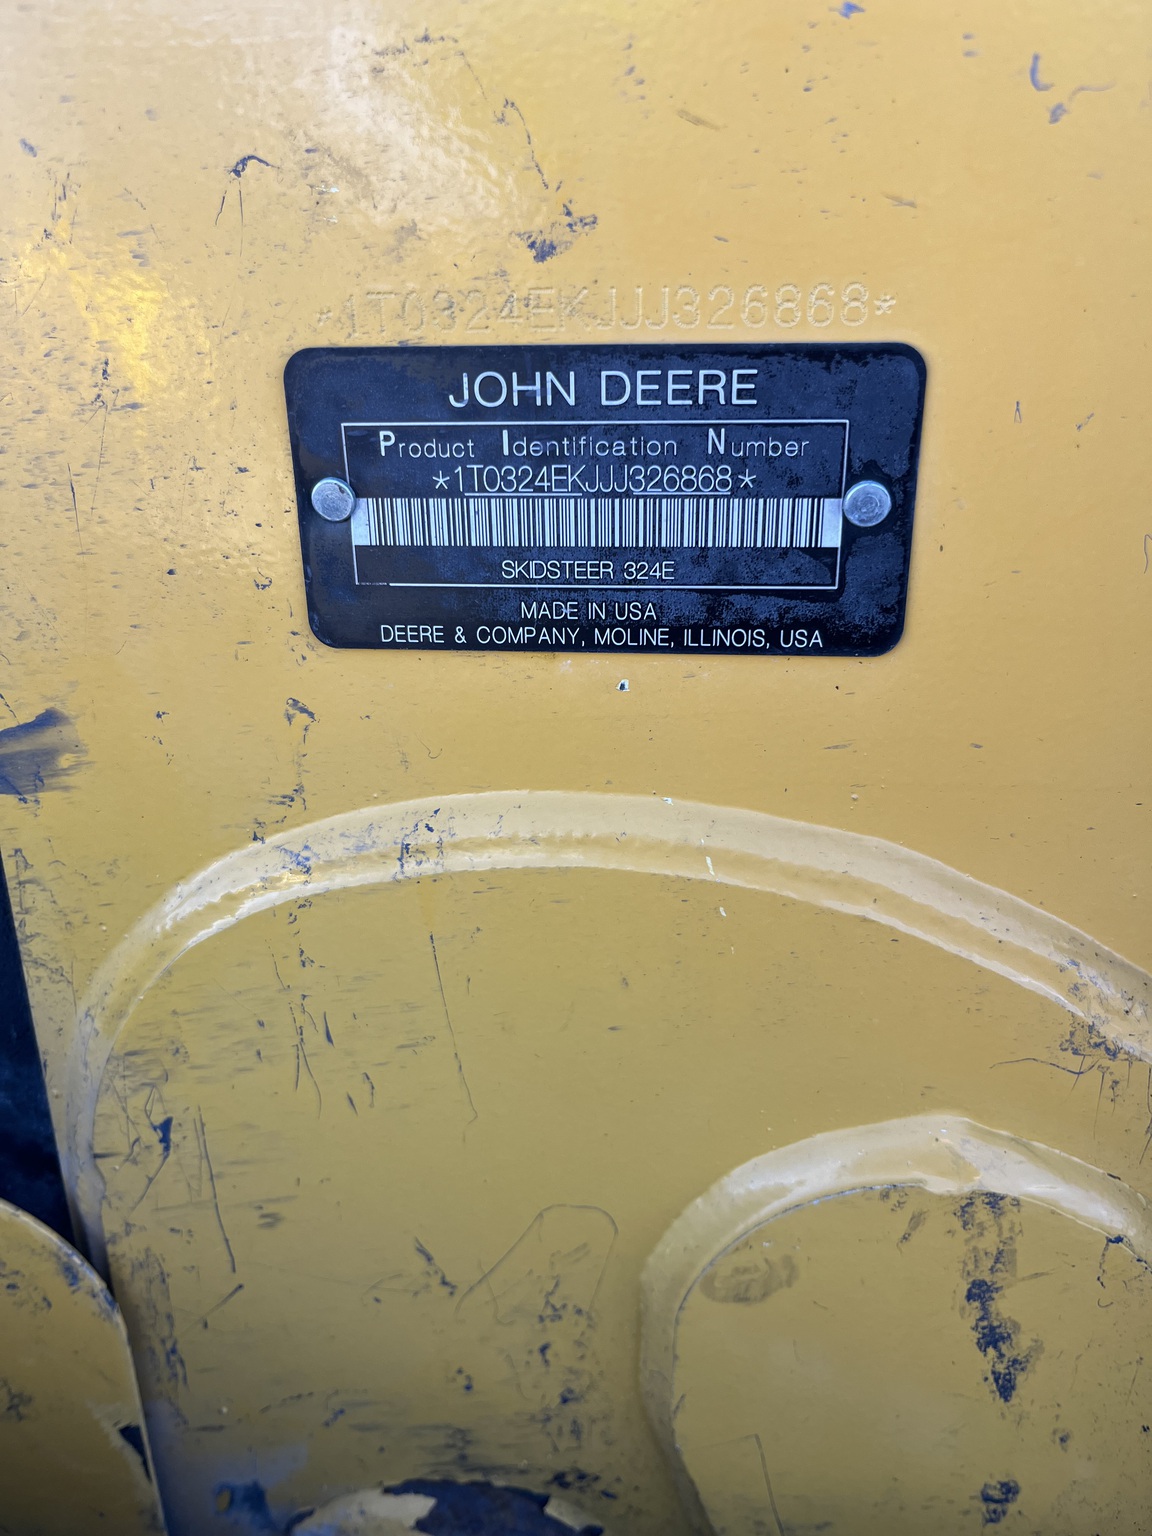 *1T0324EKJJJ326868*
JOHN DEERE
Product Identification Number
*1T0324EKJJJ326868*
SKIDSTEER 324E
MADE IN USA
DEERE & COMPANY, MOLINE, ILLINOIS, USA